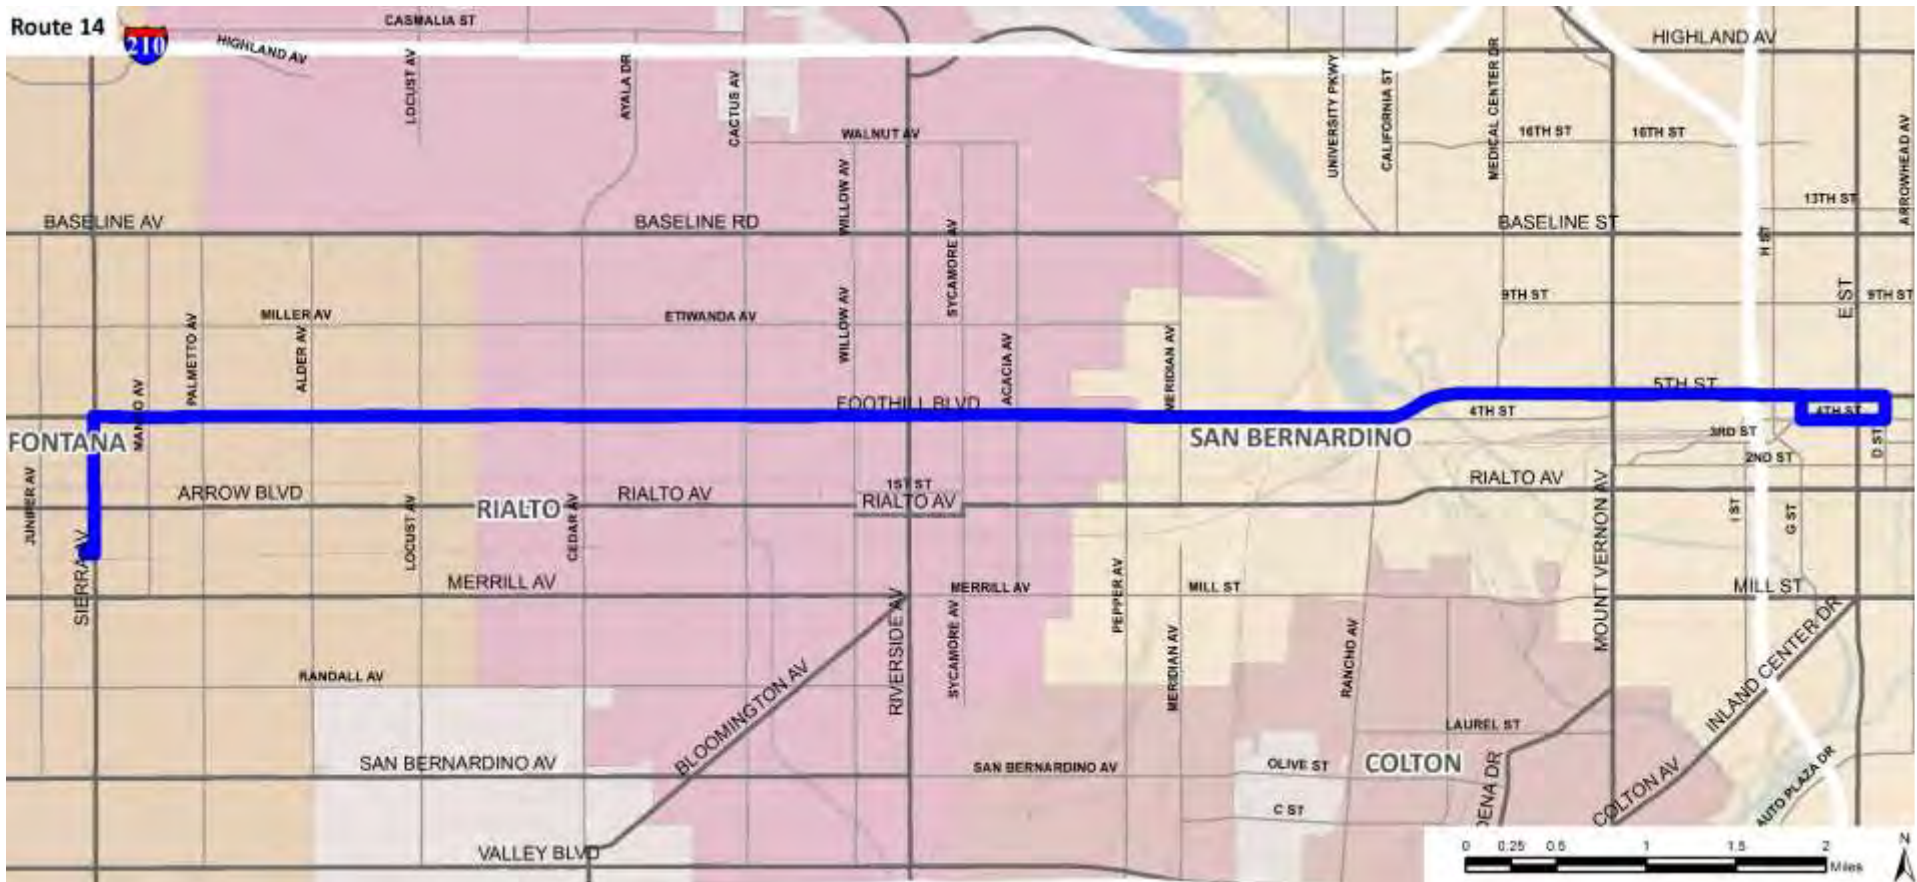 Route 14
210
CASMALIA ST
HIGHLAND AV
HIGHLAND AV
LOCUST AV
AYALA DR
CACTUS AV
UNIVERSITY PKWY
CALIFORNIA ST
MEDICAL CENTER DR
WALNUT AV
16TH ST
16TH ST
ARROWHEAD AV
WILLOW AV
13TH ST
BASELINE AV
BASELINE RD
BASELINE ST
SYCAMORE AV
H ST
MILLER AV
ETIWANDA AV
9TH ST
E ST
9TH ST
PALMETTO AV
ALDER AV
WILLOW AV
ACACIA AV
MERIDIAN AV
5TH ST
FOOTHILL BLVD
4TH ST
4TH ST
FONTANA
SAN BERNARDINO
3RD ST
D ST
2ND ST
JUNIPER AV
ARROW BLVD
RIALTO
LOCUST AV
CEDAR AV
RIALTO AV
1ST ST
RIALTO AV
RIALTO AV
MOUNT VERNON AV
I ST
G ST
SIERRA AV
MERRILL AV
MERRILL AV
PEPPER AV
MILL ST
MILL ST
RANDALL AV
BLOOMINGTON AV
RIVERSIDE AV
SYCAMORE AV
MERIDIAN AV
RANCHO AV
INLAND CENTER DR
LAUREL ST
SAN BERNARDINO AV
SAN BERNARDINO AV
OLIVE ST
COLTON
C ST
COLTON AV
AUTO PLAZA DR
VALLEY BLVD
0 0.25 0.5 1 1.5 2
Miles
N